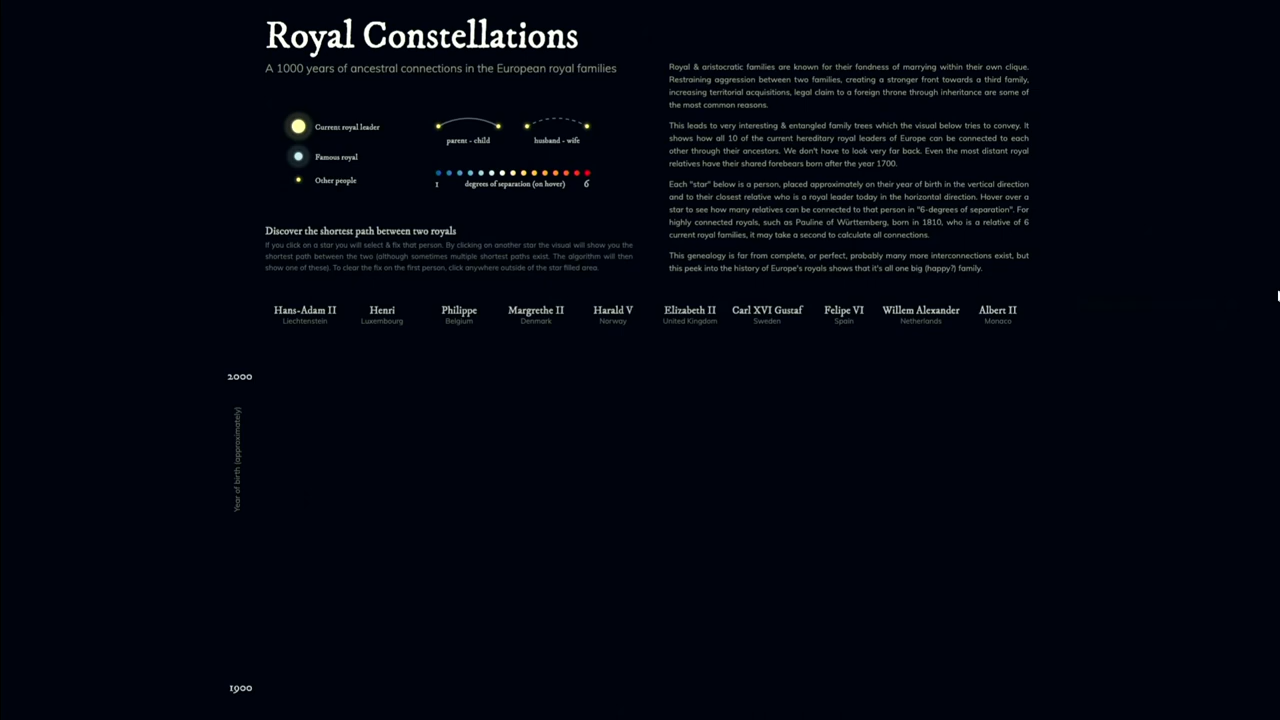 Royal Constellations
A 1000 years of ancestral connections in the European royal families
Current royal leader
Famous royal
Other people
parent - child
husband - wife
1
degrees of separation (on hover)
6
Discover the shortest path between two royals
If you click on a star you will select & fix that person. By clicking on another star the visual will show you the
shortest path between the two (although sometimes multiple shortest paths exist. The algorithm will then
show one of these). To clear the fix on the first person, click anywhere outside of the star filled area.
Royal & aristocratic families are known for their fondness of marrying within their own clique.
Restraining aggression between two families, creating a stronger front towards a third family,
increasing territorial acquisitions, legal claim to a foreign throne through inheritance are some of
the most common reasons.
This leads to very interesting & entangled family trees which the visual below tries to convey. It
shows how all 10 of the current hereditary royal leaders of Europe can be connected to each
other through their ancestors. We don't have to look very far back. Even the most distant royal
relatives have their shared forebears born after the year 1700.
Each "star" below is a person, placed approximately on their year of birth in the vertical direction
and to their closest relative who is a royal leader today in the horizontal direction. Hover over a
star to see how many relatives can be connected to that person in "6-degrees of separation". For
highly connected royals, such as Pauline of Württemberg, born in 1810, who is a relative of 6
current royal families, it may take a second to calculate all connections.
This genealogy is far from complete, or perfect, probably many more interconnections exist, but
this peek into the history of Europe's royals shows that it's all one big (happy?) family.
Hans-Adam II
Liechtenstein
Henri
Luxembourg
Philippe
Belgium
Margrethe II
Denmark
Harald V
Norway
Elizabeth II
United Kingdom
Carl XVI Gustaf
Sweden
Felipe VI
Spain
Willem Alexander
Netherlands
Albert II
Monaco
2000
Year of birth (approximately)
1900